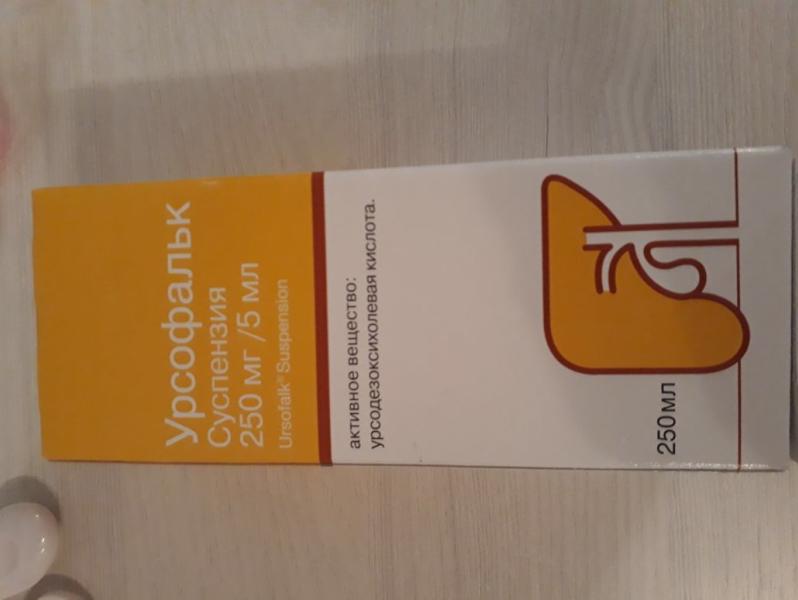 Урсофальк
Суспензия
250 мг /5 мл
Ursofalk® Suspension
активное вещество:
урсодезоксихолевая кислота.
250мл